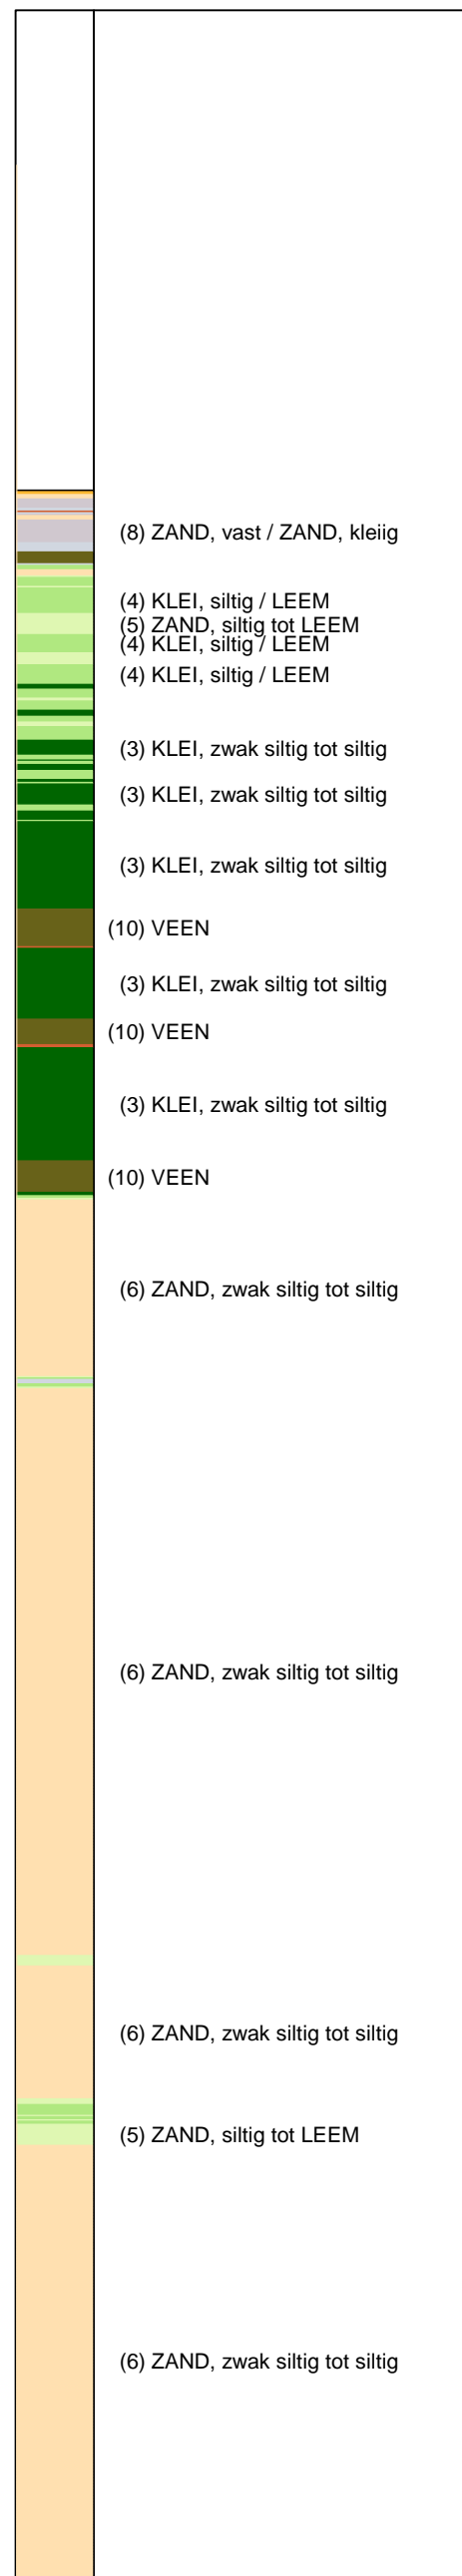 (8) ZAND, vast / ZAND, kleiig
(4) KLEI, siltig / LEEM
(5) ZAND, siltig tot LEEM
(4) KLEI, siltig / LEEM
(4) KLEI, siltig / LEEM
(3) KLEI, zwak siltig tot siltig
(3) KLEI, zwak siltig tot siltig
(3) KLEI, zwak siltig tot siltig
(10) VEEN
(3) KLEI, zwak siltig tot siltig
(10) VEEN
(3) KLEI, zwak siltig tot siltig
(10) VEEN
(6) ZAND, zwak siltig tot siltig
(6) ZAND, zwak siltig tot siltig
(6) ZAND, zwak siltig tot siltig
(5) ZAND, siltig tot LEEM
(6) ZAND, zwak siltig tot siltig